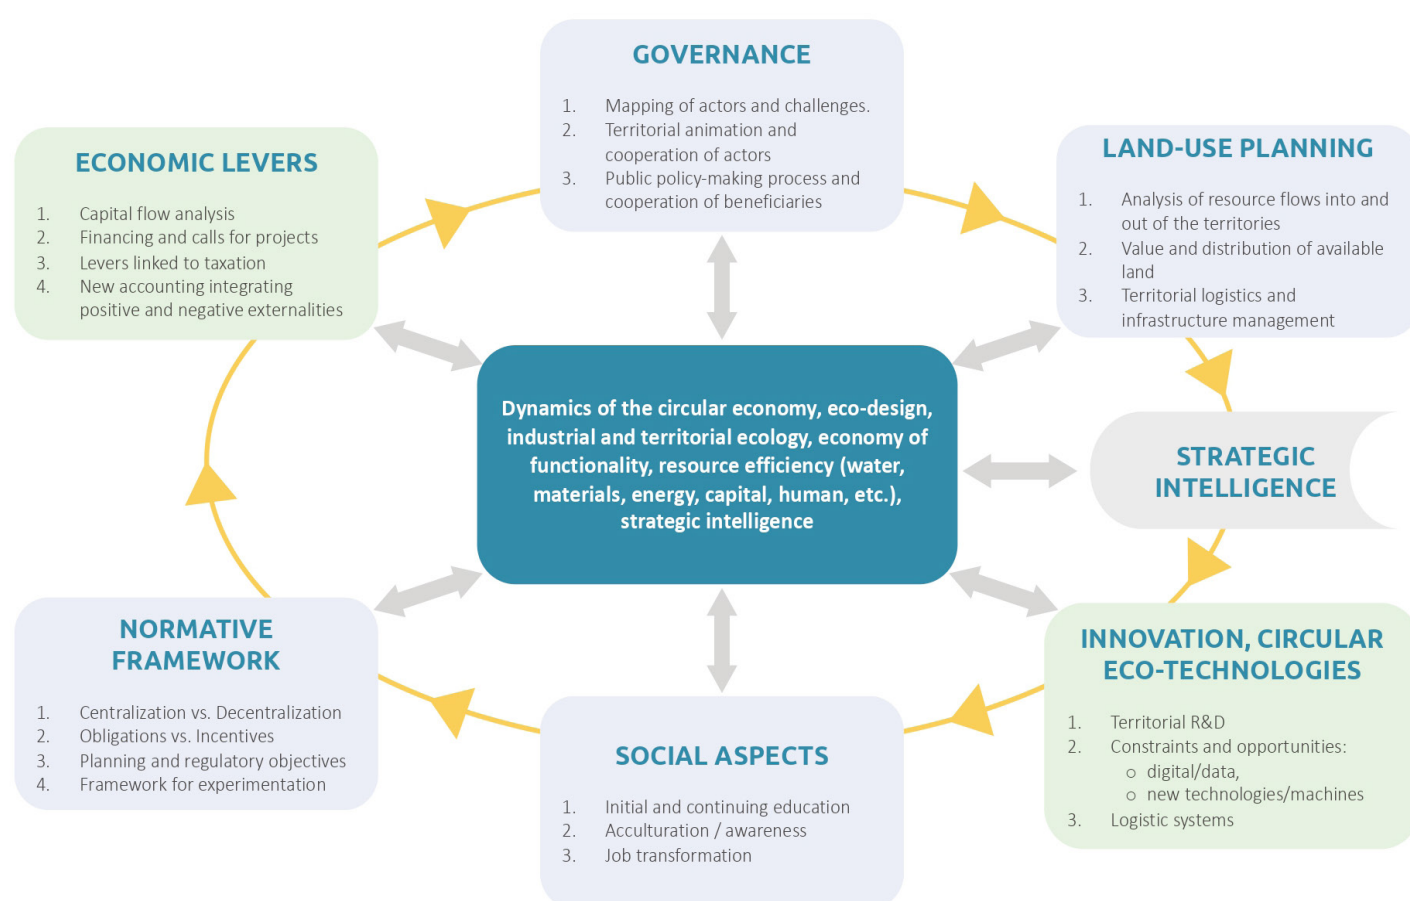 GOVERNANCE
1. Mapping of actors and challenges.
2. Territorial animation and
cooperation of actors
3. Public policy-making process and
cooperation of beneficiaries
LAND-USE PLANNING
1. Analysis of resource flows into and
out of the territories
2. Value and distribution of available
land
3. Territorial logistics and
infrastructure management
STRATEGIC
INTELLIGENCE
INNOVATION, CIRCULAR
ECO-TECHNOLOGIES
1. Territorial R&D
2. Constraints and opportunities:
o digital/data,
o new technologies/machines
3. Logistic systems
SOCIAL ASPECTS
1. Initial and continuing education
2. Acculturation / awareness
3. Job transformation
NORMATIVE
FRAMEWORK
1. Centralization vs. Decentralization
2. Obligations vs. Incentives
3. Planning and regulatory objectives
4. Framework for experimentation
ECONOMIC LEVERS
1. Capital flow analysis
2. Financing and calls for projects
3. Levers linked to taxation
4. New accounting integrating
positive and negative externalities
Dynamics of the circular economy, eco-design,
industrial and territorial ecology, economy of
functionality, resource efficiency (water,
materials, energy, capital, human, etc.),
strategic intelligence